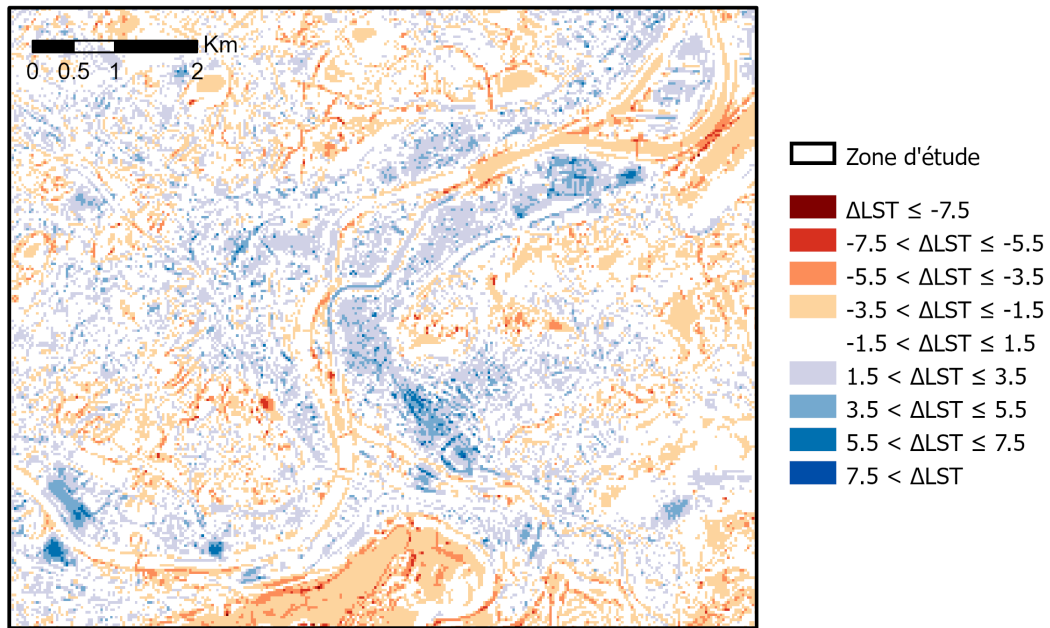 Km
0 0.5 1 2
Zone d'étude
ΔLST ≤ -7.5
-7.5 < ΔLST ≤ -5.5
-5.5 < ΔLST ≤ -3.5
-3.5 < ΔLST ≤ -1.5
-1.5 < ΔLST ≤ 1.5
1.5 < ΔLST ≤ 3.5
3.5 < ΔLST ≤ 5.5
5.5 < ΔLST ≤ 7.5
7.5 < ΔLST